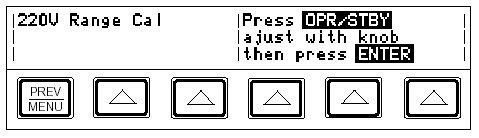 220V Range Cal
Press OPR/STBY
ajust with knob
then press ENTER
PREV
MENU